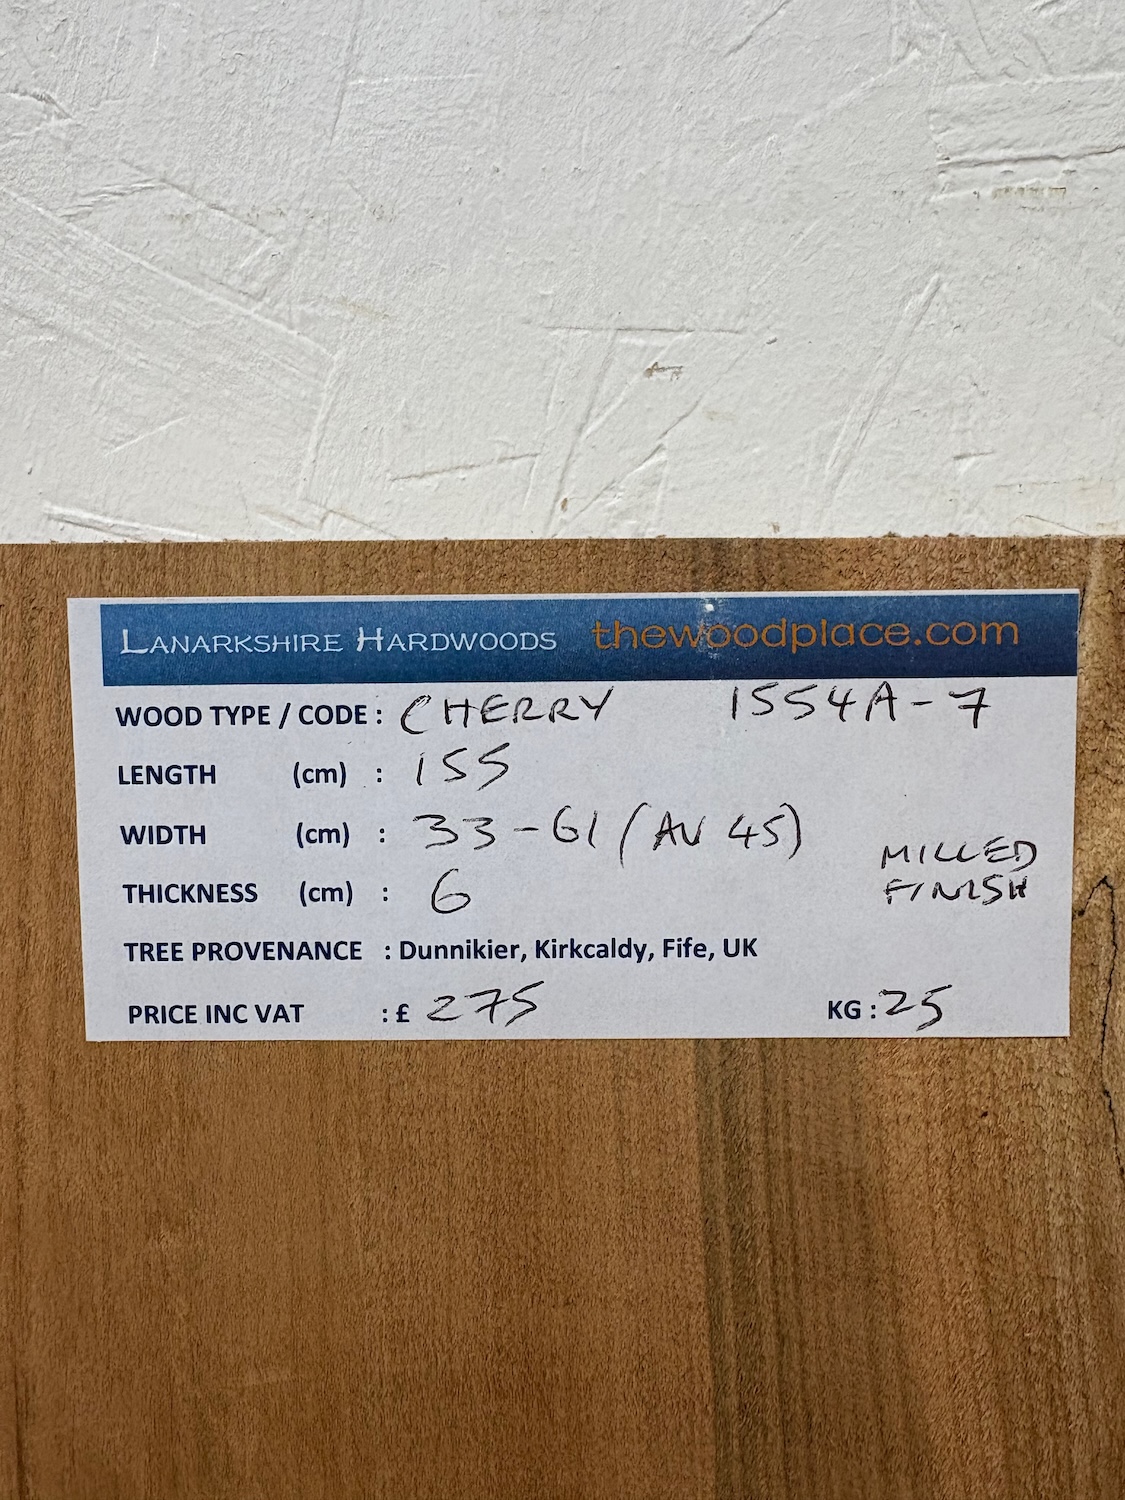 LANARKSHIRE HARDWOODS thewoodplace.com
WOOD TYPE / CODE : CHERRY 1554A-7
LENGTH (cm) : 155
WIDTH (cm) : 33-61 (AV 45)
MILLED
THICKNESS (cm) : 6
FINISH
TREE PROVENANCE : Dunnikier, Kirkcaldy, Fife, UK
PRICE INC VAT : £ 275 KG : 25